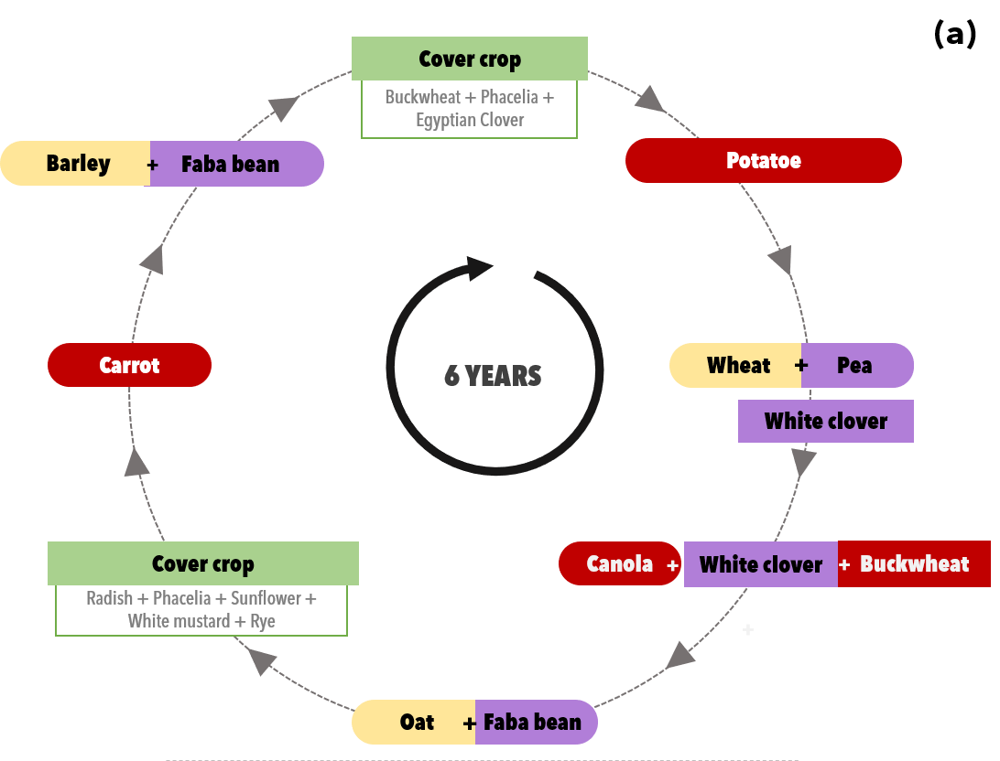 (a)
Cover crop
Buckwheat + Phacelia +
Egyptian Clover
Barley + Faba bean
Potatoe
6 YEARS
Carrot
Wheat + Pea
White clover
Cover crop
Radish + Phacelia + Sunflower +
White mustard + Rye
Canola + White clover + Buckwheat
+
Oat + Faba bean